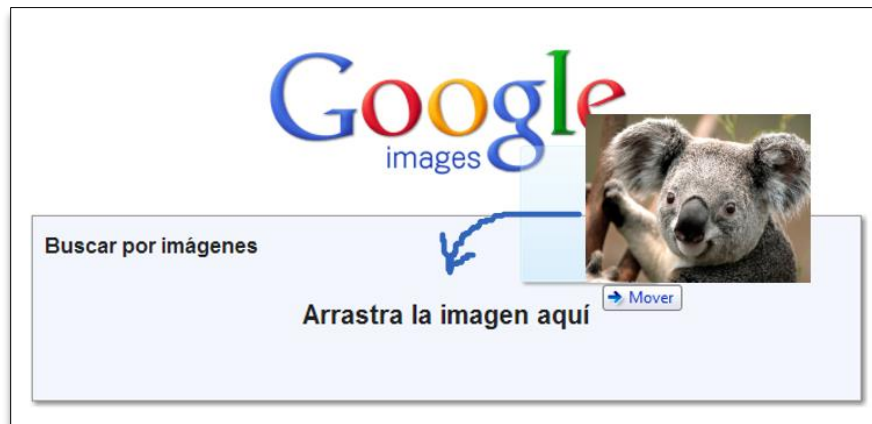 Google
images
Buscar por imágenes
Arrastra la imagen aquí
Mover